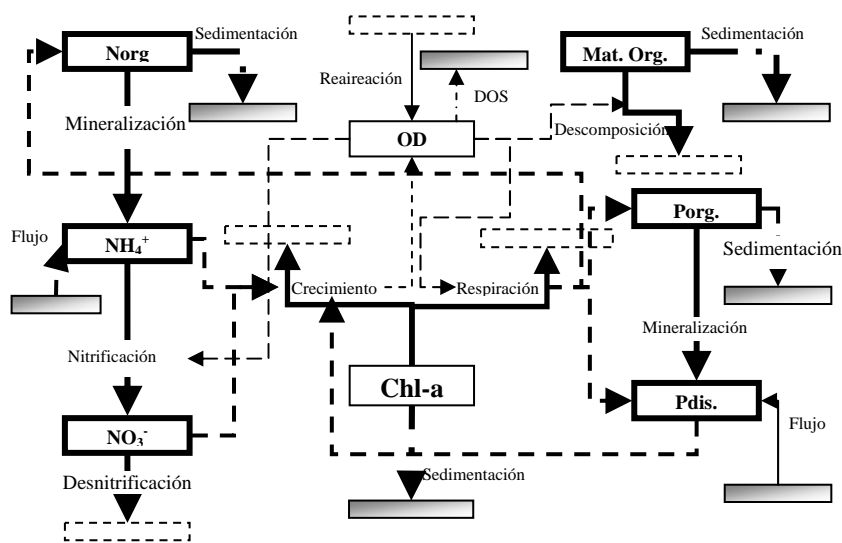 Sedimentación
Norg
Reaireación
DOS
Mat. Org.
Sedimentación
Mineralización
OD
Descomposición
Flujo
NH₄⁺
Porg.
Sedimentación
Crecimiento
Respiración
Nitrificación
Mineralización
Chl-a
Pdis.
NO₃⁻
Flujo
Desnitrificación
Sedimentación